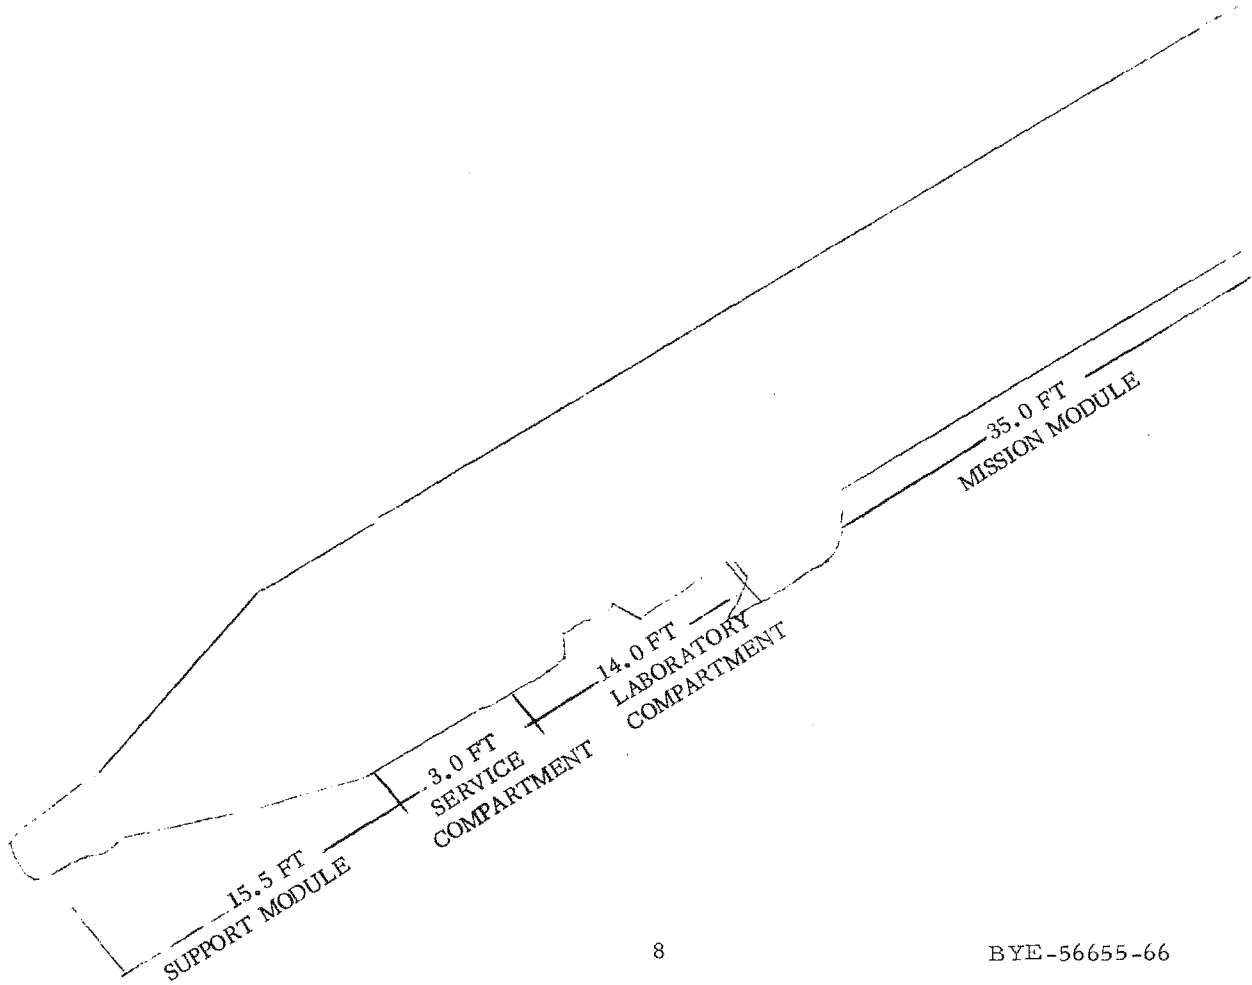 35.0 FT
MISSION MODULE
14.0 FT
LABORATORY
COMPARTMENT
3.0 FT
SERVICE
COMPARTMENT
15.5 FT
SUPPORT MODULE
8
BYE-56655-66